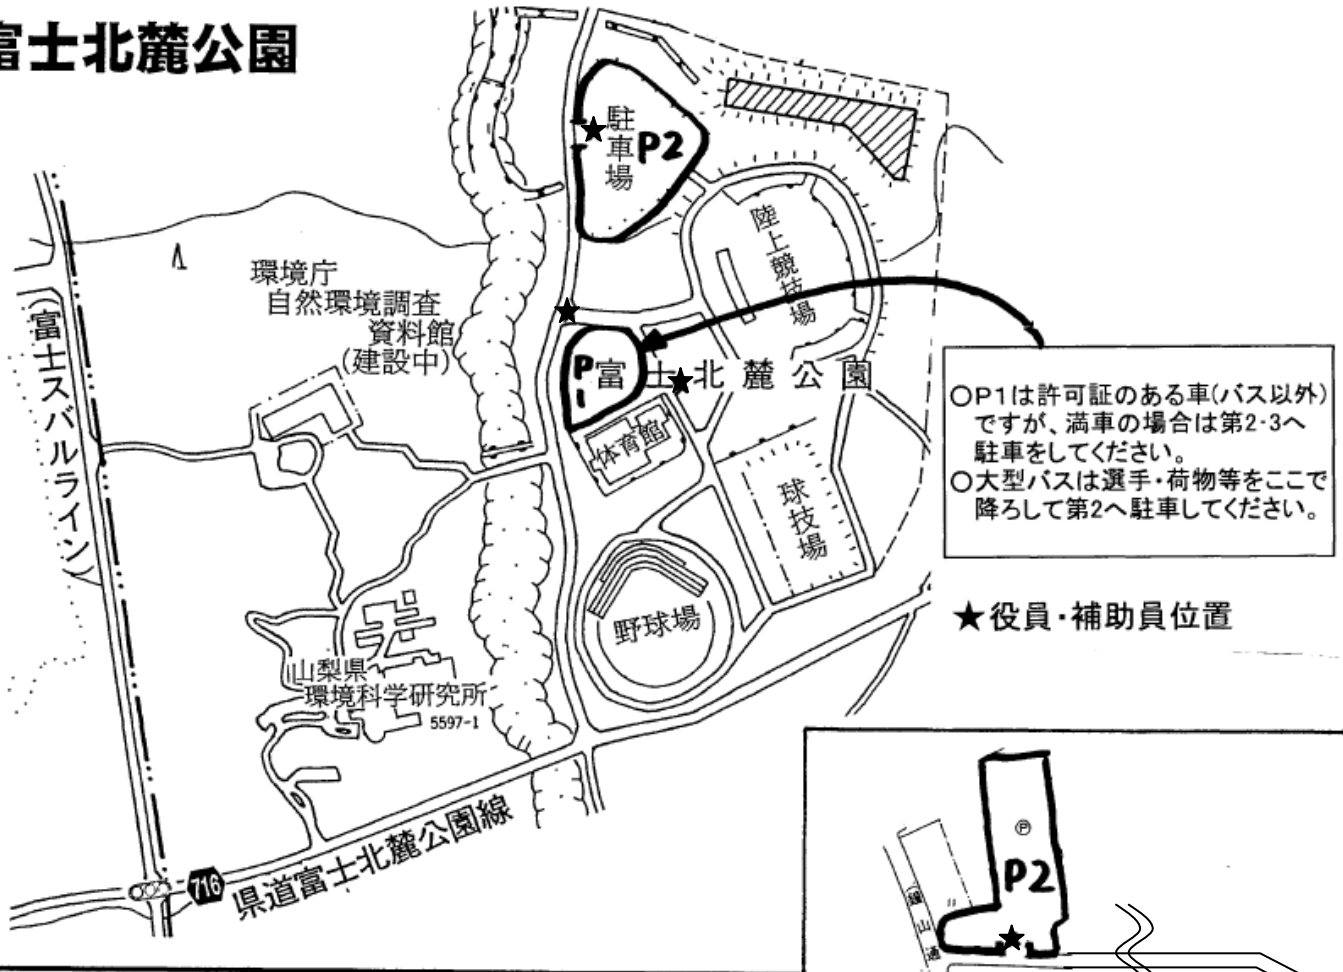 富士北麓公園
駐車場
P2
陸上競技場
環境庁
自然環境調査
資料館
(建設中)
(富士スバルライン
P1
富士北麓公園
体育館
○P1は許可証のある車(バス以外)
ですが、満車の場合は第2・3へ
駐車をしてください。
○大型バスは選手・荷物等をここで
降ろして第2へ駐車してください。
球技場
野球場
★役員・補助員位置
山梨県
環境科学研究所
5597-1
716
県道富士北麓公園線
P
P2
山通